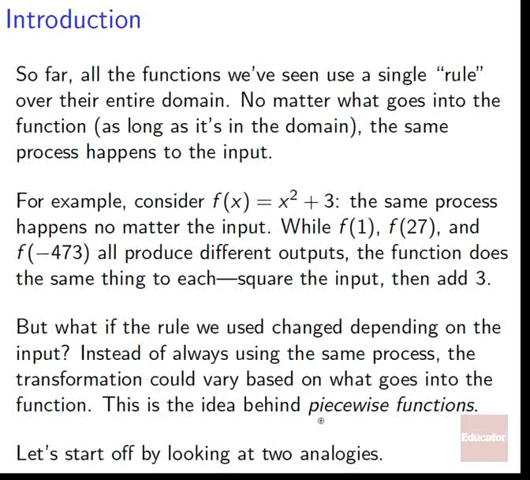 Introduction
So far, all the functions we've seen use a single “rule”
over their entire domain. No matter what goes into the
function (as long as it's in the domain), the same
process happens to the input.
For example, consider f(x) = x² + 3: the same process
happens no matter the input. While f(1), f(27), and
f(−473) all produce different outputs, the function does
the same thing to each—square the input, then add 3.
But what if the rule we used changed depending on the
input? Instead of always using the same process, the
transformation could vary based on what goes into the
function. This is the idea behind piecewise functions.
Educator
Let's start off by looking at two analogies.